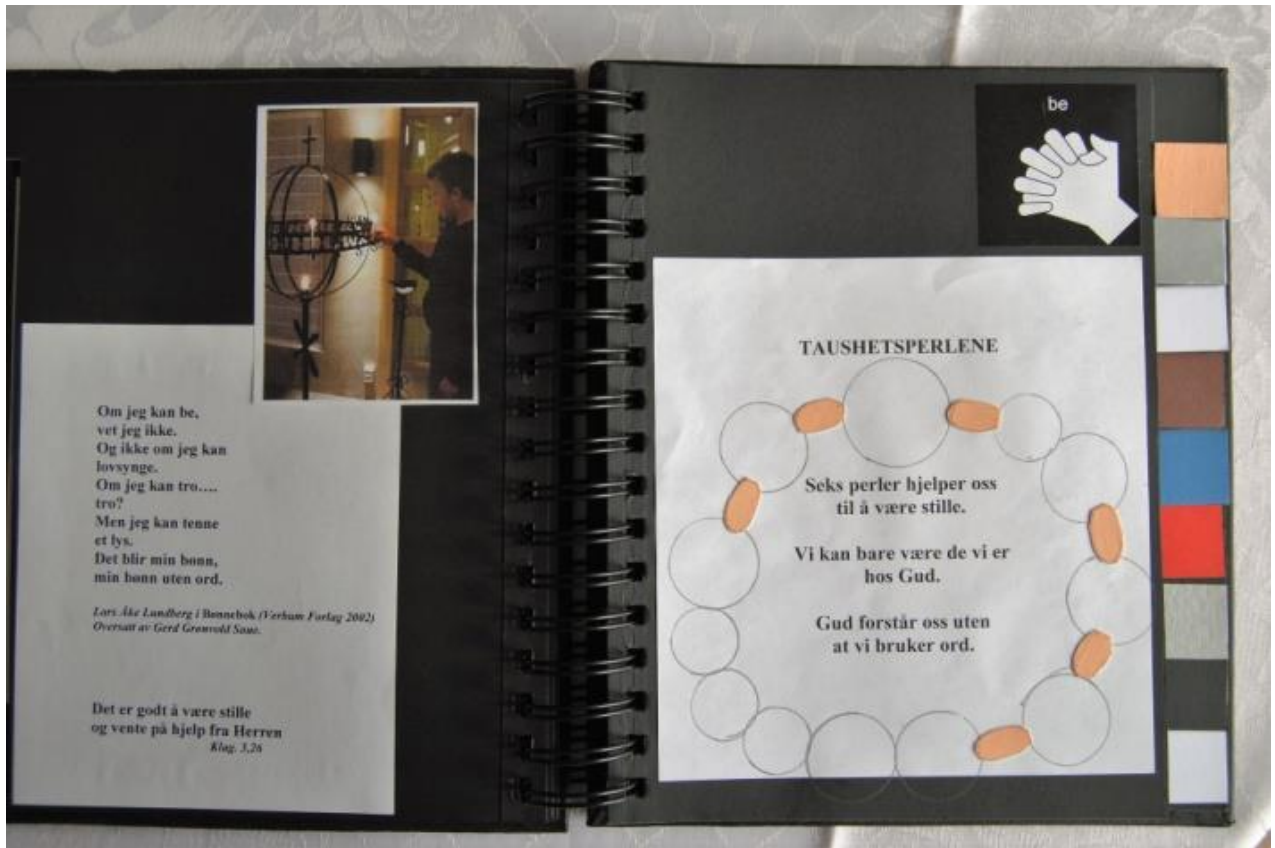 Om jeg kan be,
vet jeg ikke.
Og ikke om jeg kan
lovsynge.
Om jeg kan tro....
tro?
Men jeg kan tenne
et lys.
Det blir min bønn,
min bønn uten ord.
Lars Åke Lundberg i Bønnebok (Verbum Forlag 2002)
Oversatt av Gerd Grønvold Saue.
Det er godt å være stille
og vente på hjelp fra Herren
Klag. 3,26
be
TAUSHETSPERLENE
Seks perler hjelper oss
til å være stille.
Vi kan bare være de vi er
hos Gud.
Gud forstår oss uten
at vi bruker ord.